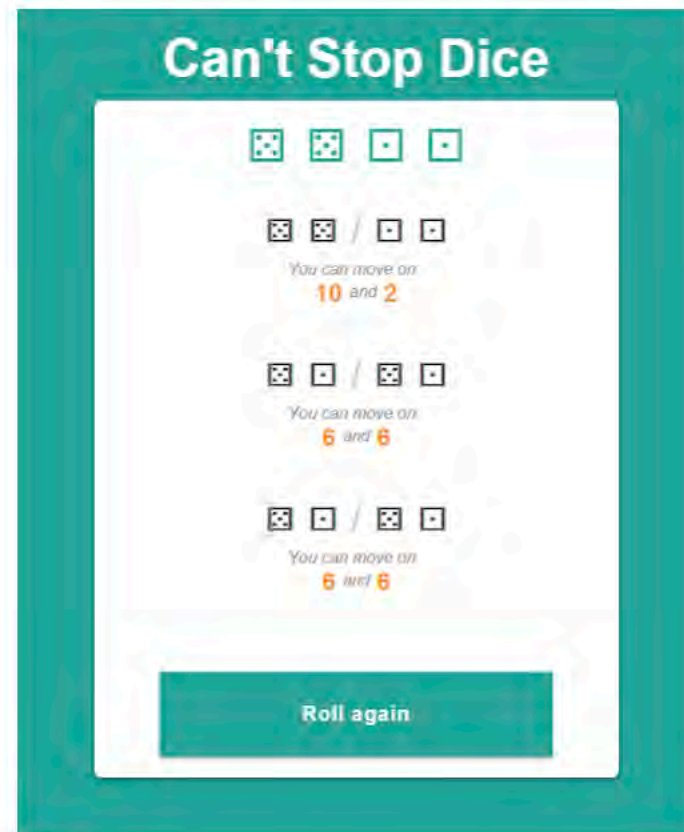 Can't Stop Dice
/
You can move on
10 and 2
/
You can move on
6 and 6
/
You can move on
6 and 6
Roll again